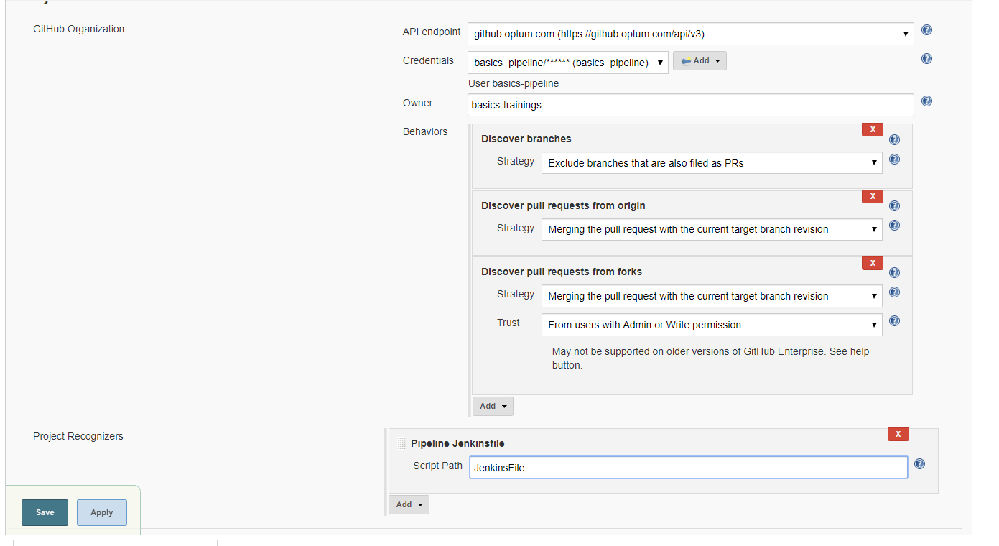 GitHub Organization
API endpoint
github.optum.com (https://github.optum.com/api/v3)
Credentials
basics_pipeline/****** (basics_pipeline)
Add
User basics-pipeline
Owner
basics-trainings
Behaviors
X
Discover branches
Strategy
Exclude branches that are also filed as PRs
X
Discover pull requests from origin
Strategy
Merging the pull request with the current target branch revision
X
Discover pull requests from forks
Strategy
Merging the pull request with the current target branch revision
Trust
From users with Admin or Write permission
May not be supported on older versions of GitHub Enterprise. See help
button.
Add
Project Recognizers
X
Pipeline Jenkinsfile
Script Path
JenkinsFile
Add
Save
Apply